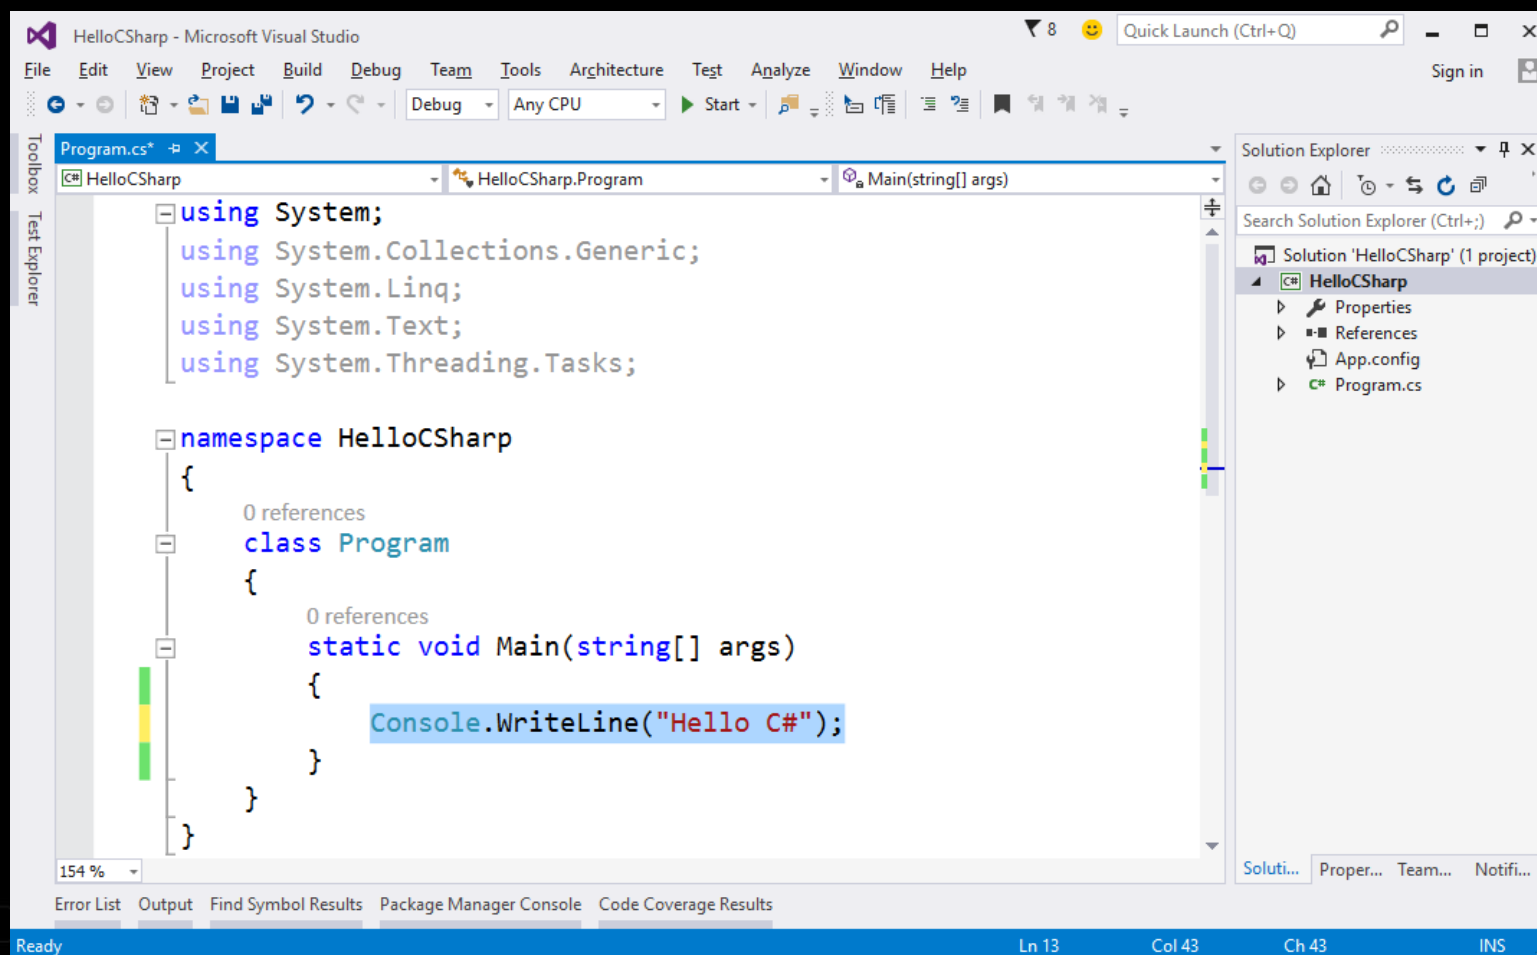 HelloCSharp - Microsoft Visual Studio
8
Quick Launch (Ctrl+Q)
File Edit View Project Build Debug Team Tools Architecture Test Analyze Window Help
Sign in
Debug Any CPU Start
Toolbox
Test Explorer
Program.cs*
C# HelloCSharp HelloCSharp.Program Main(string[] args)
using System;
using System.Collections.Generic;
using System.Linq;
using System.Text;
using System.Threading.Tasks;
namespace HelloCSharp
{
0 references
class Program
{
0 references
static void Main(string[] args)
{
Console.WriteLine("Hello C#");
}
}
}
154 %
Solution Explorer
Search Solution Explorer (Ctrl+;)
Solution 'HelloCSharp' (1 project)
C# HelloCSharp
Properties
References
App.config
C# Program.cs
Soluti... Proper... Team... Notifi...
Error List Output Find Symbol Results Package Manager Console Code Coverage Results
Ready Ln 13 Col 43 Ch 43 INS